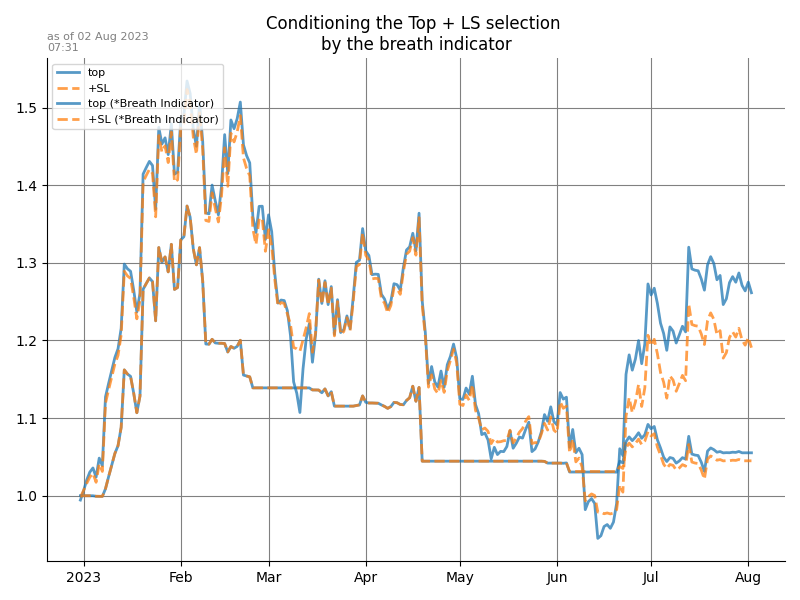 Conditioning the Top + LS selection
by the breath indicator
as of 02 Aug 2023
07:31
top
+SL
top (*Breath Indicator)
+SL (*Breath Indicator)
1.5
1.4
1.3
1.2
1.1
1.0
2023 Feb Mar Apr May Jun Jul Aug